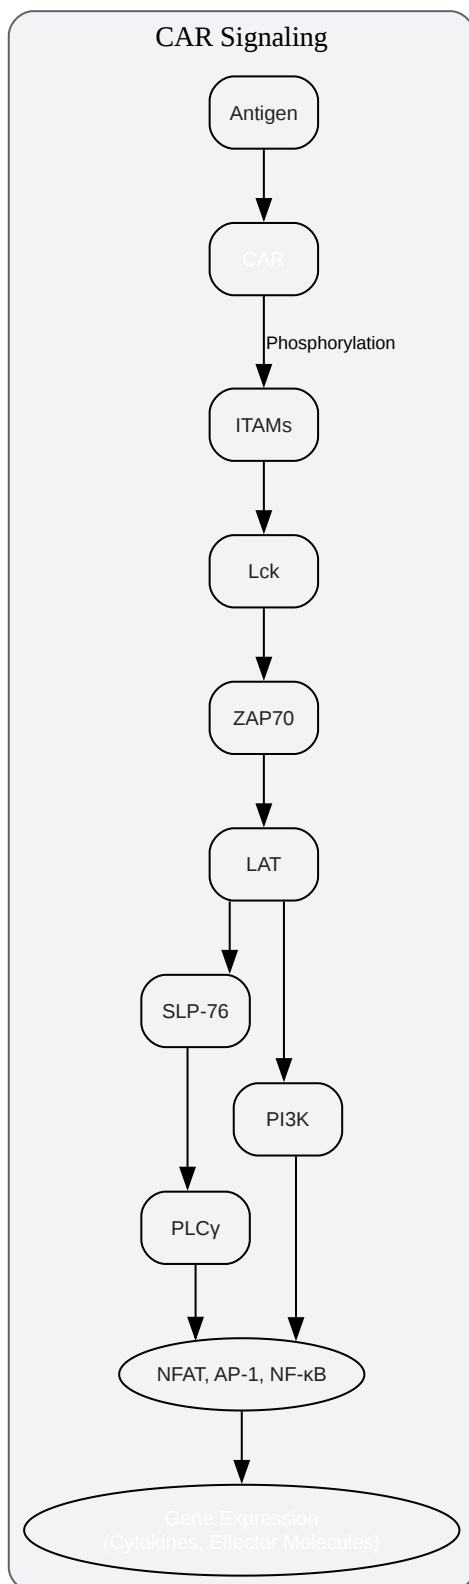 CAR Signaling
Antigen
CAR
Phosphorylation
ITAMs
Lck
ZAP70
LAT
SLP-76
PI3K
PLCγ
NFAT, AP-1, NF-κB
Gene Expression
(Cytokines, Effector Molecules)